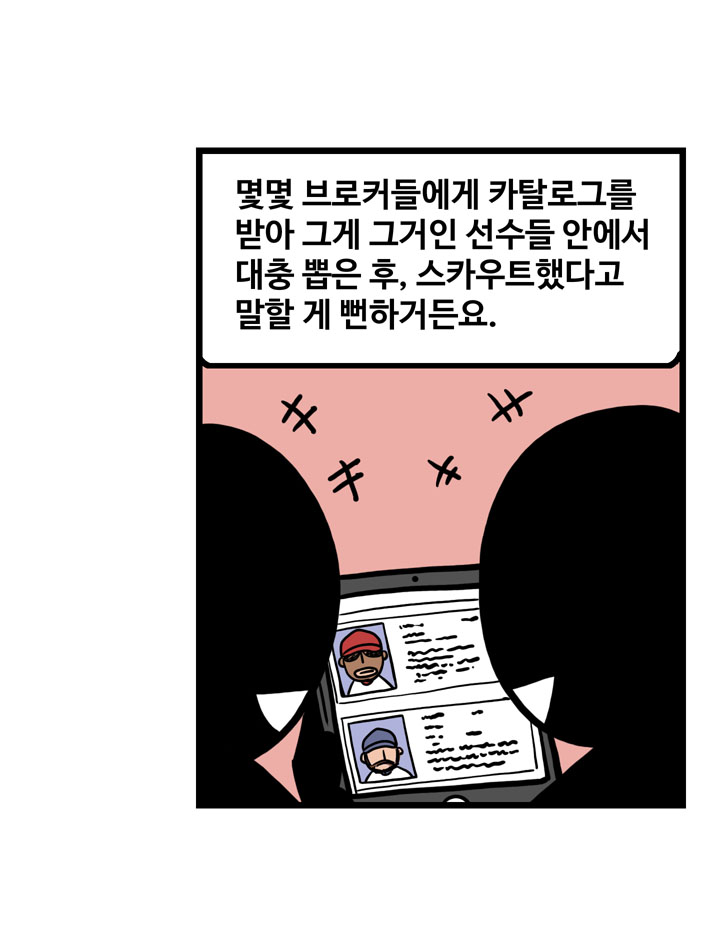 몇몇 브로커들에게 카탈로그를
받아 그게 그거인 선수들 안에서
대충 뽑은 후, 스카우트했다고
말할 게 뻔하거든요.